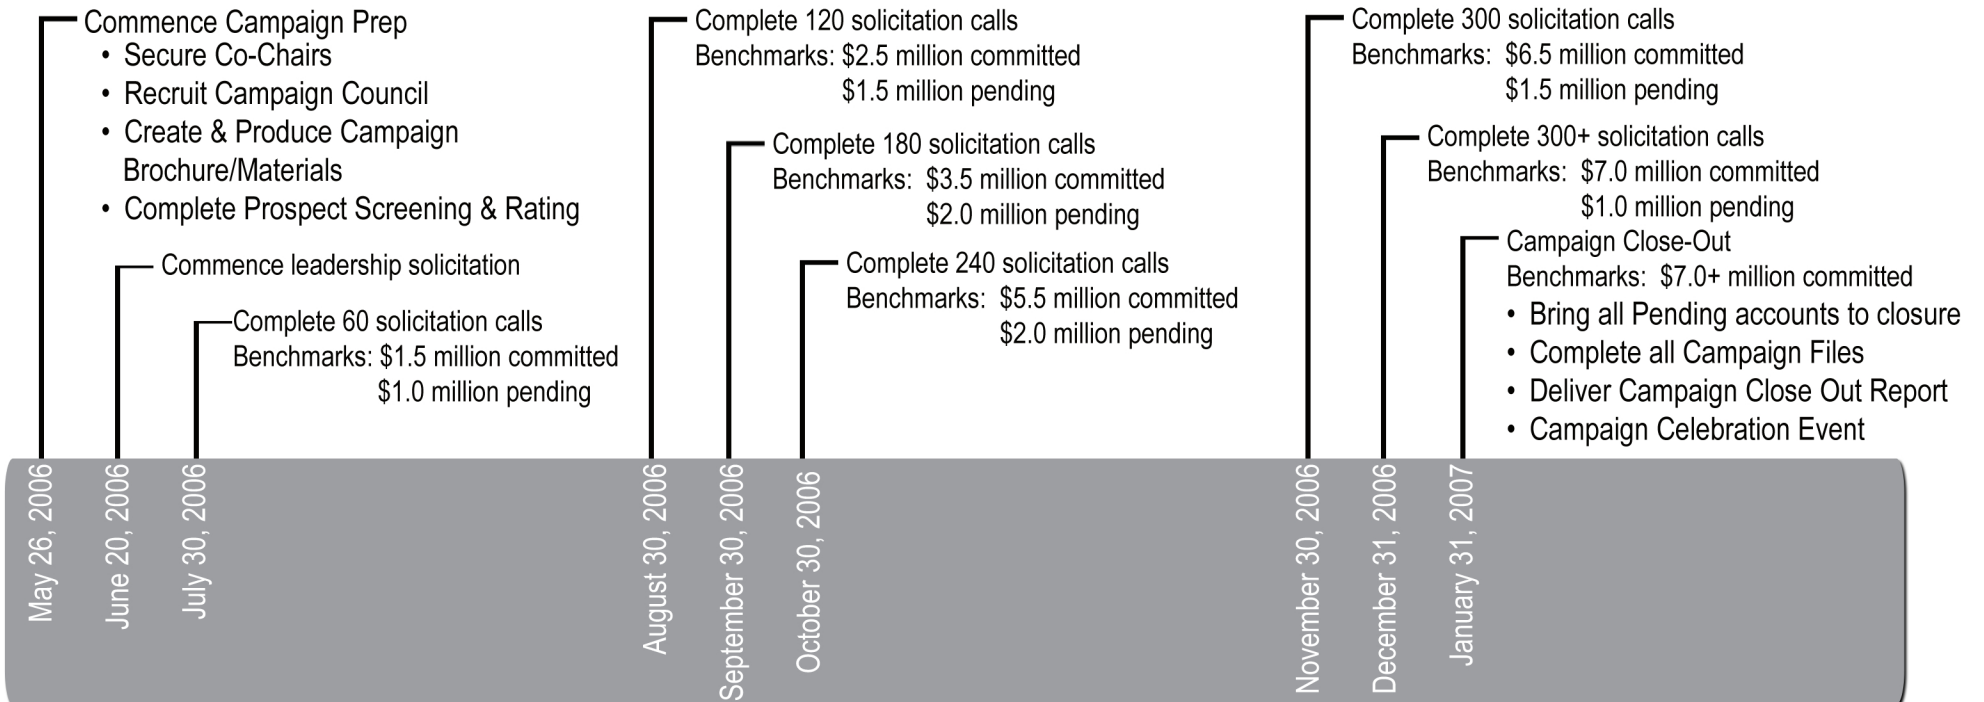 Commence Campaign Prep
• Secure Co-Chairs
• Recruit Campaign Council
• Create & Produce Campaign
Brochure/Materials
• Complete Prospect Screening & Rating
Commence leadership solicitation
Complete 60 solicitation calls
Benchmarks: $1.5 million committed
$1.0 million pending
Complete 120 solicitation calls
Benchmarks: $2.5 million committed
$1.5 million pending
Complete 180 solicitation calls
Benchmarks: $3.5 million committed
$2.0 million pending
Complete 240 solicitation calls
Benchmarks: $5.5 million committed
$2.0 million pending
Complete 300 solicitation calls
Benchmarks: $6.5 million committed
$1.5 million pending
Complete 300+ solicitation calls
Benchmarks: $7.0 million committed
$1.0 million pending
Campaign Close-Out
Benchmarks: $7.0+ million committed
• Bring all Pending accounts to closure
• Complete all Campaign Files
• Deliver Campaign Close Out Report
• Campaign Celebration Event
May 26, 2006
June 20, 2006
July 30, 2006
August 30, 2006
September 30, 2006
October 30, 2006
November 30, 2006
December 31, 2006
January 31, 2007